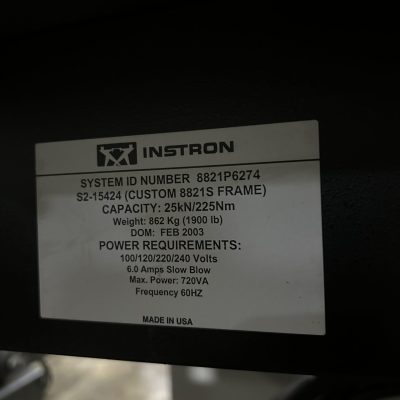 INSTRON
SYSTEM ID NUMBER 8821P6274
S2-15424 (CUSTOM 8821S FRAME)
CAPACITY: 25kN/225Nm
Weight: 862 Kg (1900 lb)
DOM: FEB 2003
POWER REQUIREMENTS:
100/120/220/240 Volts
6.0 Amps Slow Blow
Max. Power: 720VA
Frequency 60HZ
MADE IN USA